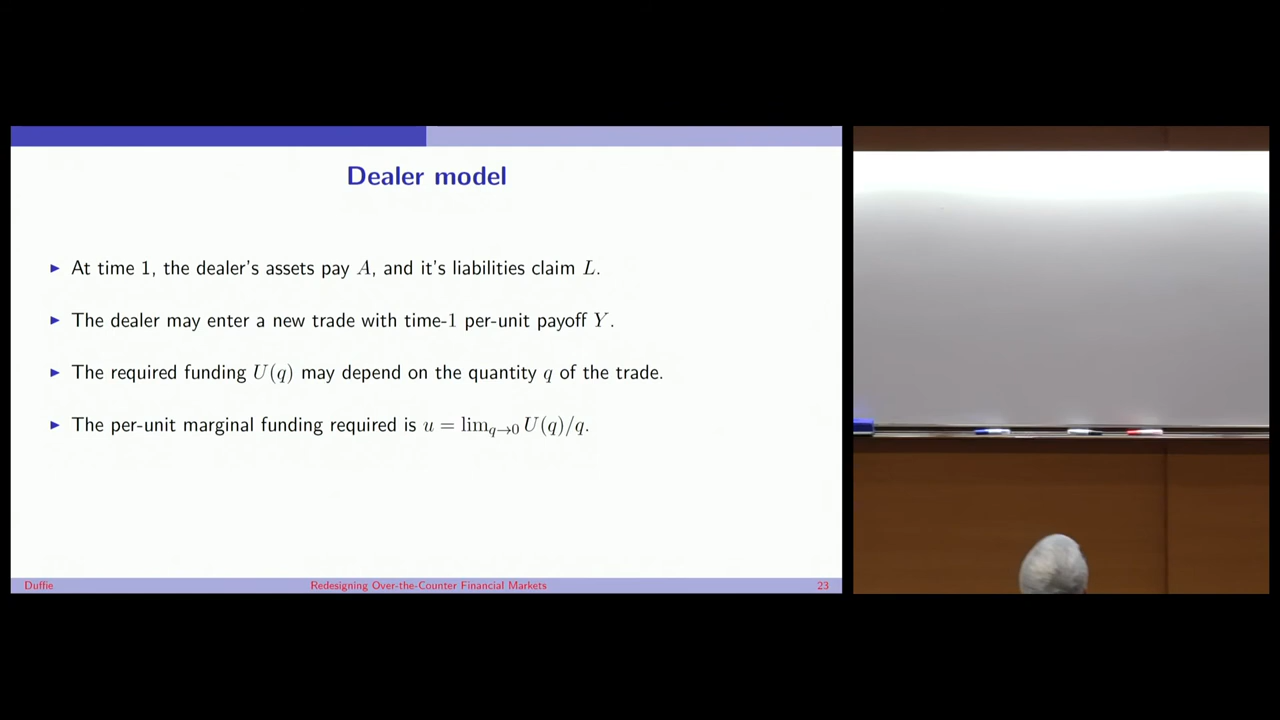 Dealer model
► At time 1, the dealer's assets pay A, and it's liabilities claim L.
► The dealer may enter a new trade with time-1 per-unit payoff Y.
► The required funding U(q) may depend on the quantity q of the trade.
► The per-unit marginal funding required is u = lim_{q→0} U(q)/q.
Duffie Redesigning Over-the-Counter Financial Markets 23